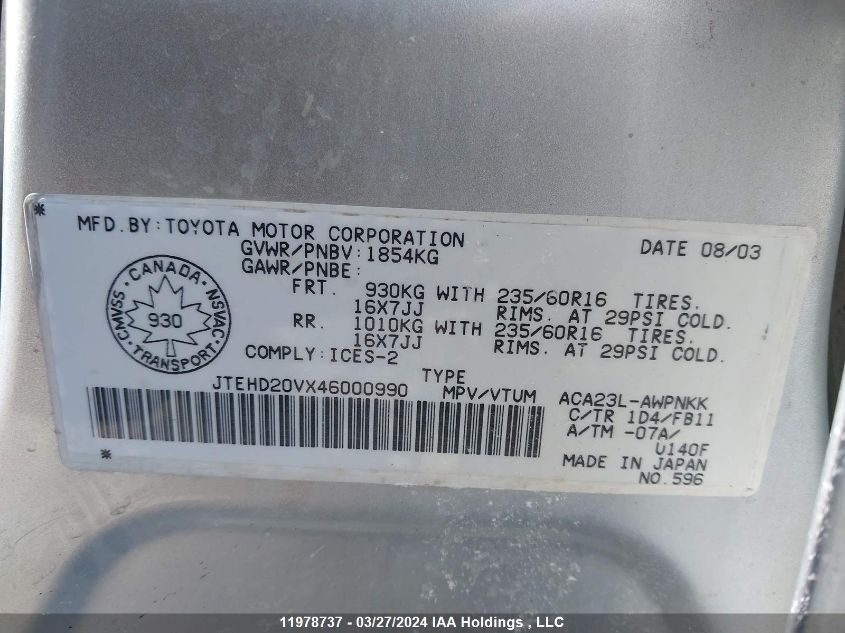 *
MFD.BY:TOYOTA MOTOR CORPORATION DATE 08/03
GVWR/PNBV:1854KG
GAWR/PNBE:
FRT. 930KG WITH 235/60R16 TIRES.
16X7JJ RIMS. AT 29PSI COLD.
RR. 1010KG WITH 235/60R16 TIRES.
16X7JJ RIMS. AT 29PSI COLD.
COMPLY:ICES-2
CANADA
CMVSS 930 NSVAC
TRANSPORT
TYPE
JTEHD20VX46000990 MPV/VTUM ACA23L-AWPNKK
C/TR 1D4/FB11
A/TM -07A/
U140F
MADE IN JAPAN
* NO.596
11978737 - 03/27/2024 IAA Holdings , LLC